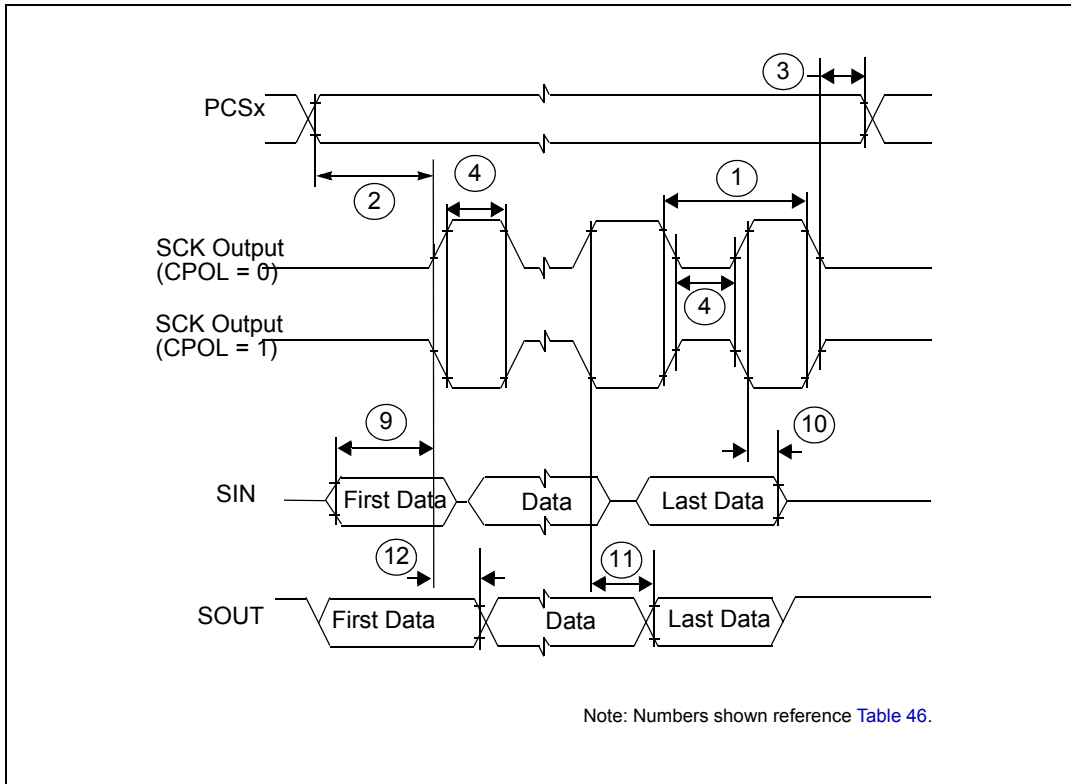 3
PCSx
2
4
1
SCK Output
(CPOL = 0)
4
SCK Output
(CPOL = 1)
9
10
SIN
First Data
Data
Last Data
12
11
SOUT
First Data
Data
Last Data
Note: Numbers shown reference Table 46.